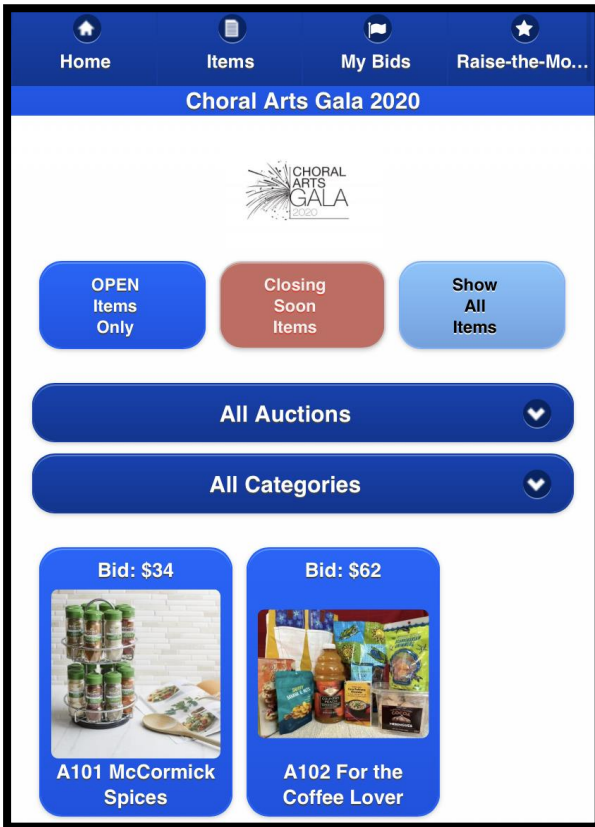 Home
Items
My Bids
Raise-the-Mo...
Choral Arts Gala 2020
CHORAL
ARTS
GALA
2020
OPEN
Items
Only
Closing
Soon
Items
Show
All
Items
All Auctions
All Categories
Bid: $34
A101 McCormick
Spices
Bid: $62
A102 For the
Coffee Lover